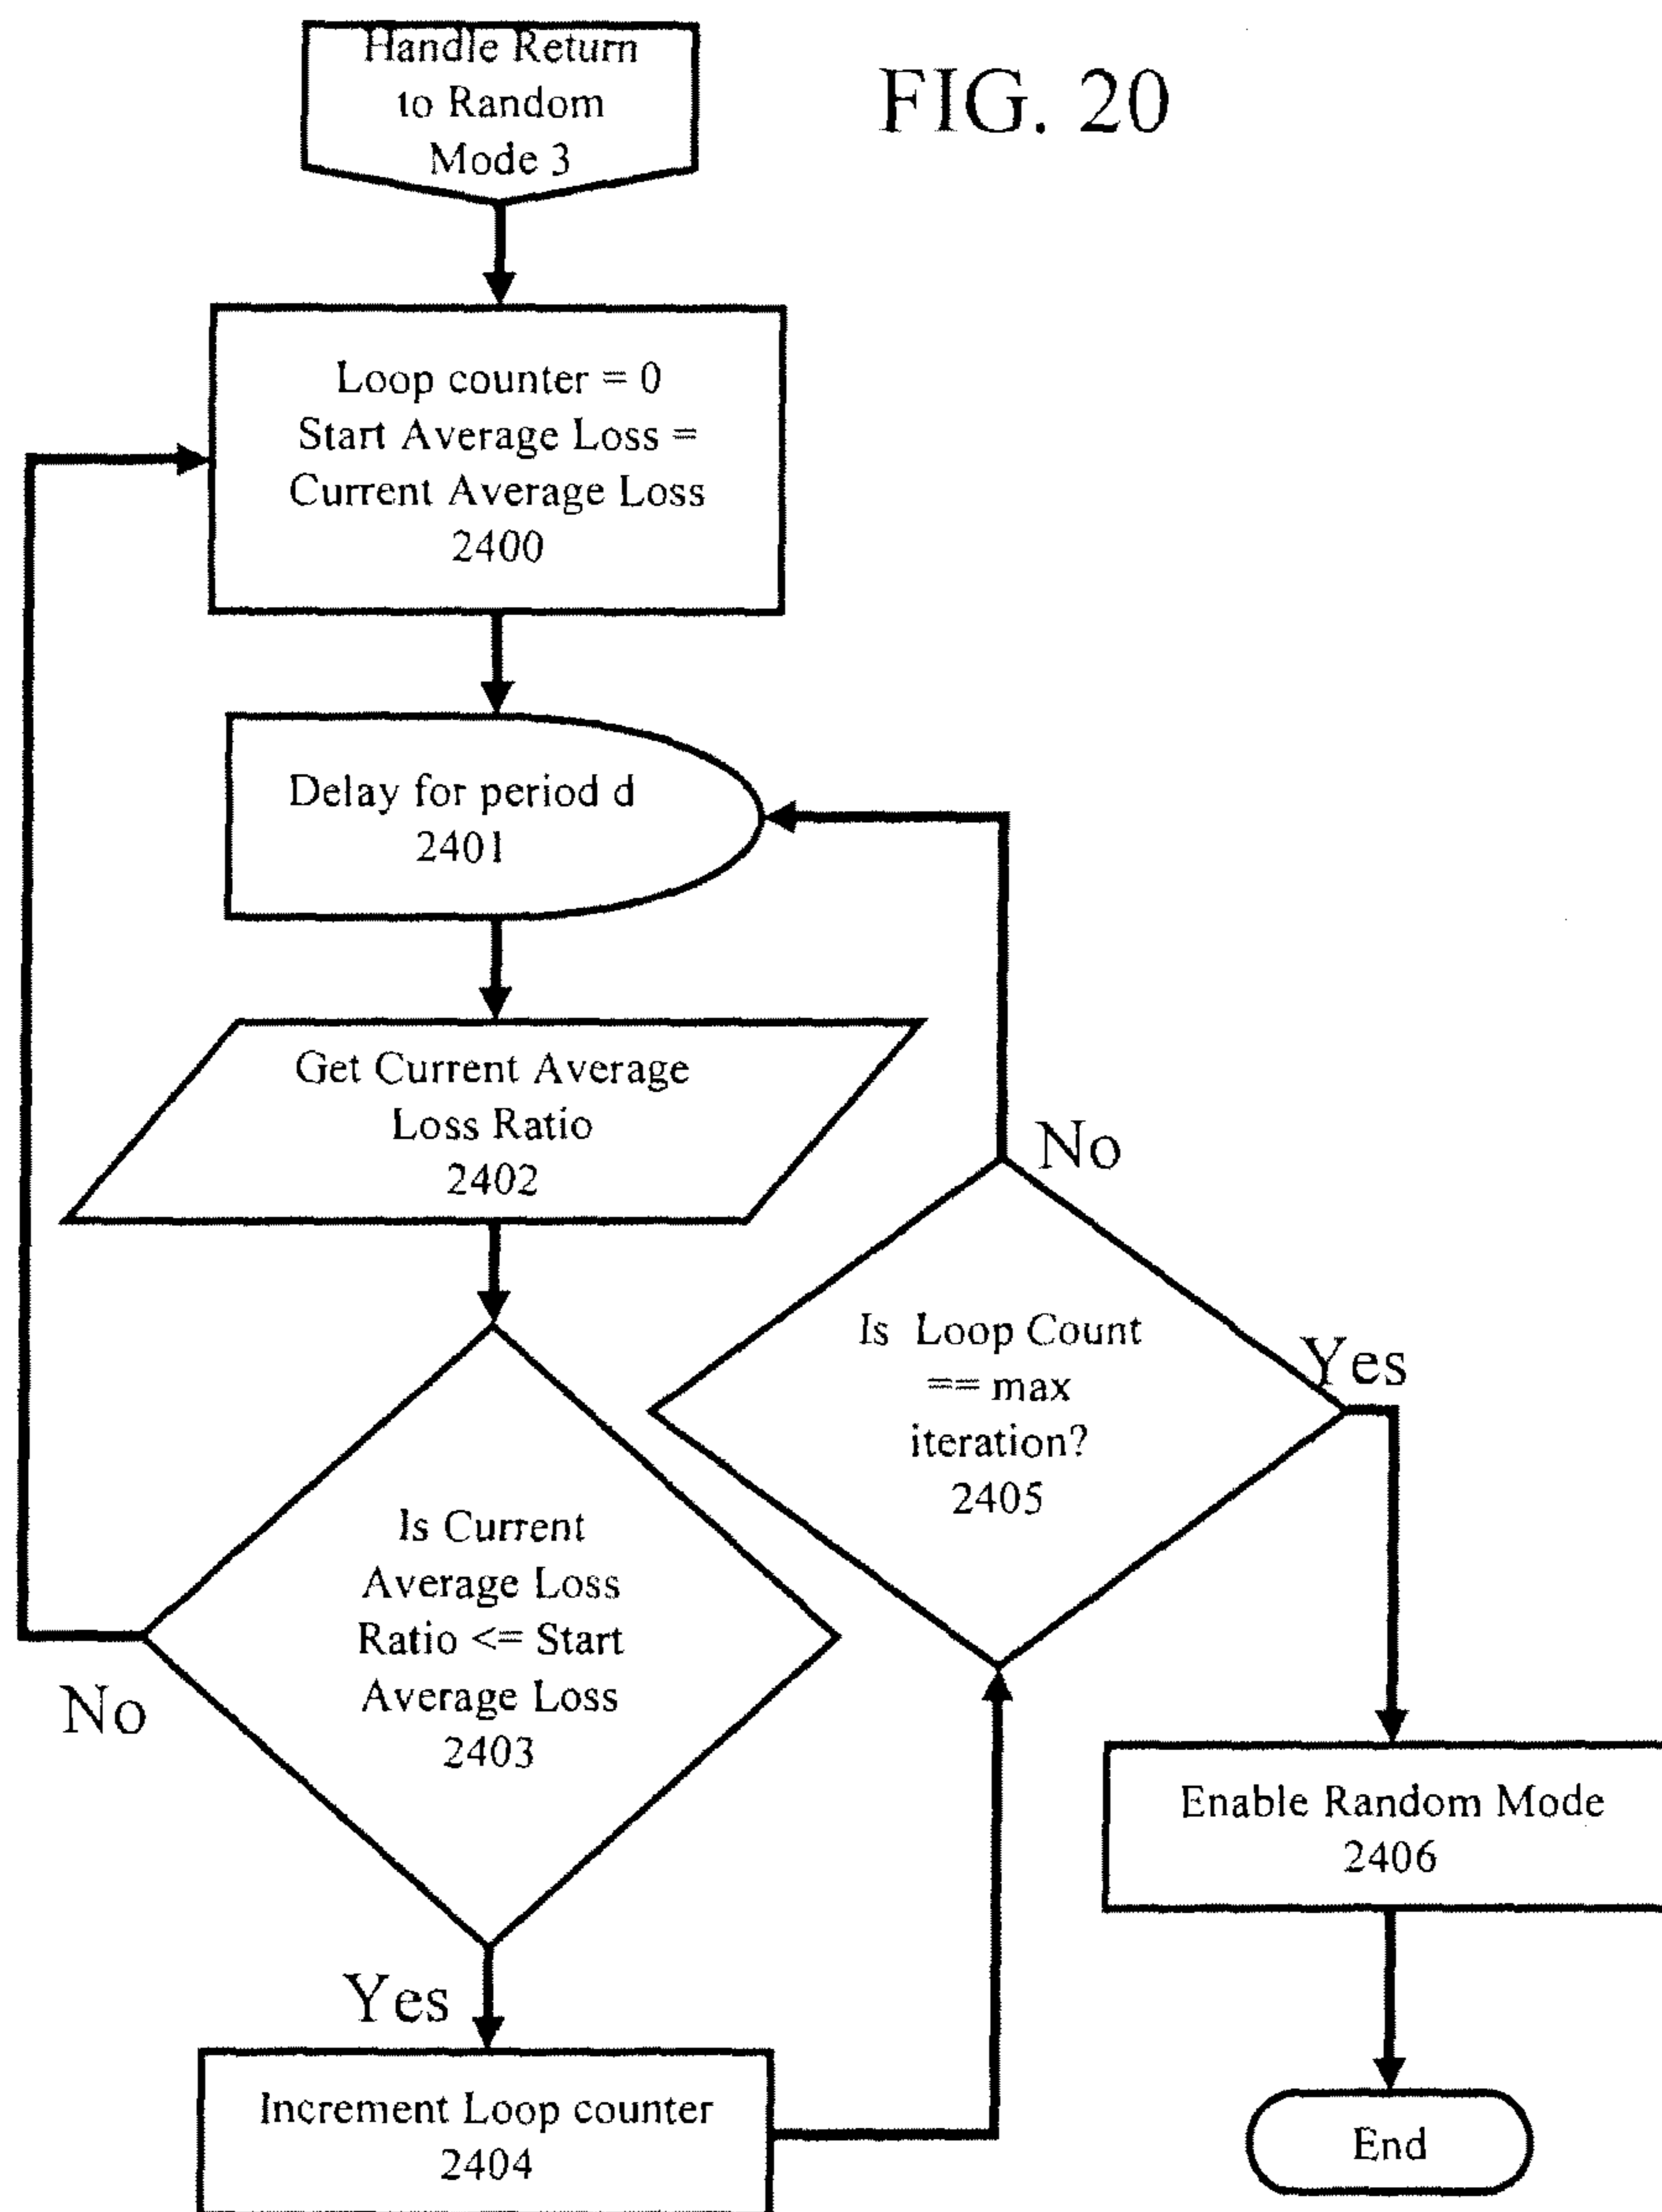 Handle Return
to Random
Mode 3
FIG. 20
Loop counter = 0
Start Average Loss =
Current Average Loss
2400
Delay for period d
2401
Get Current Average
Loss Ratio
2402
No
Is Loop Count
== max
iteration?
2405
Yes
Is Current
Average Loss
Ratio <= Start
Average Loss
2403
No
Yes
Enable Random Mode
2406
Increment Loop counter
2404
End